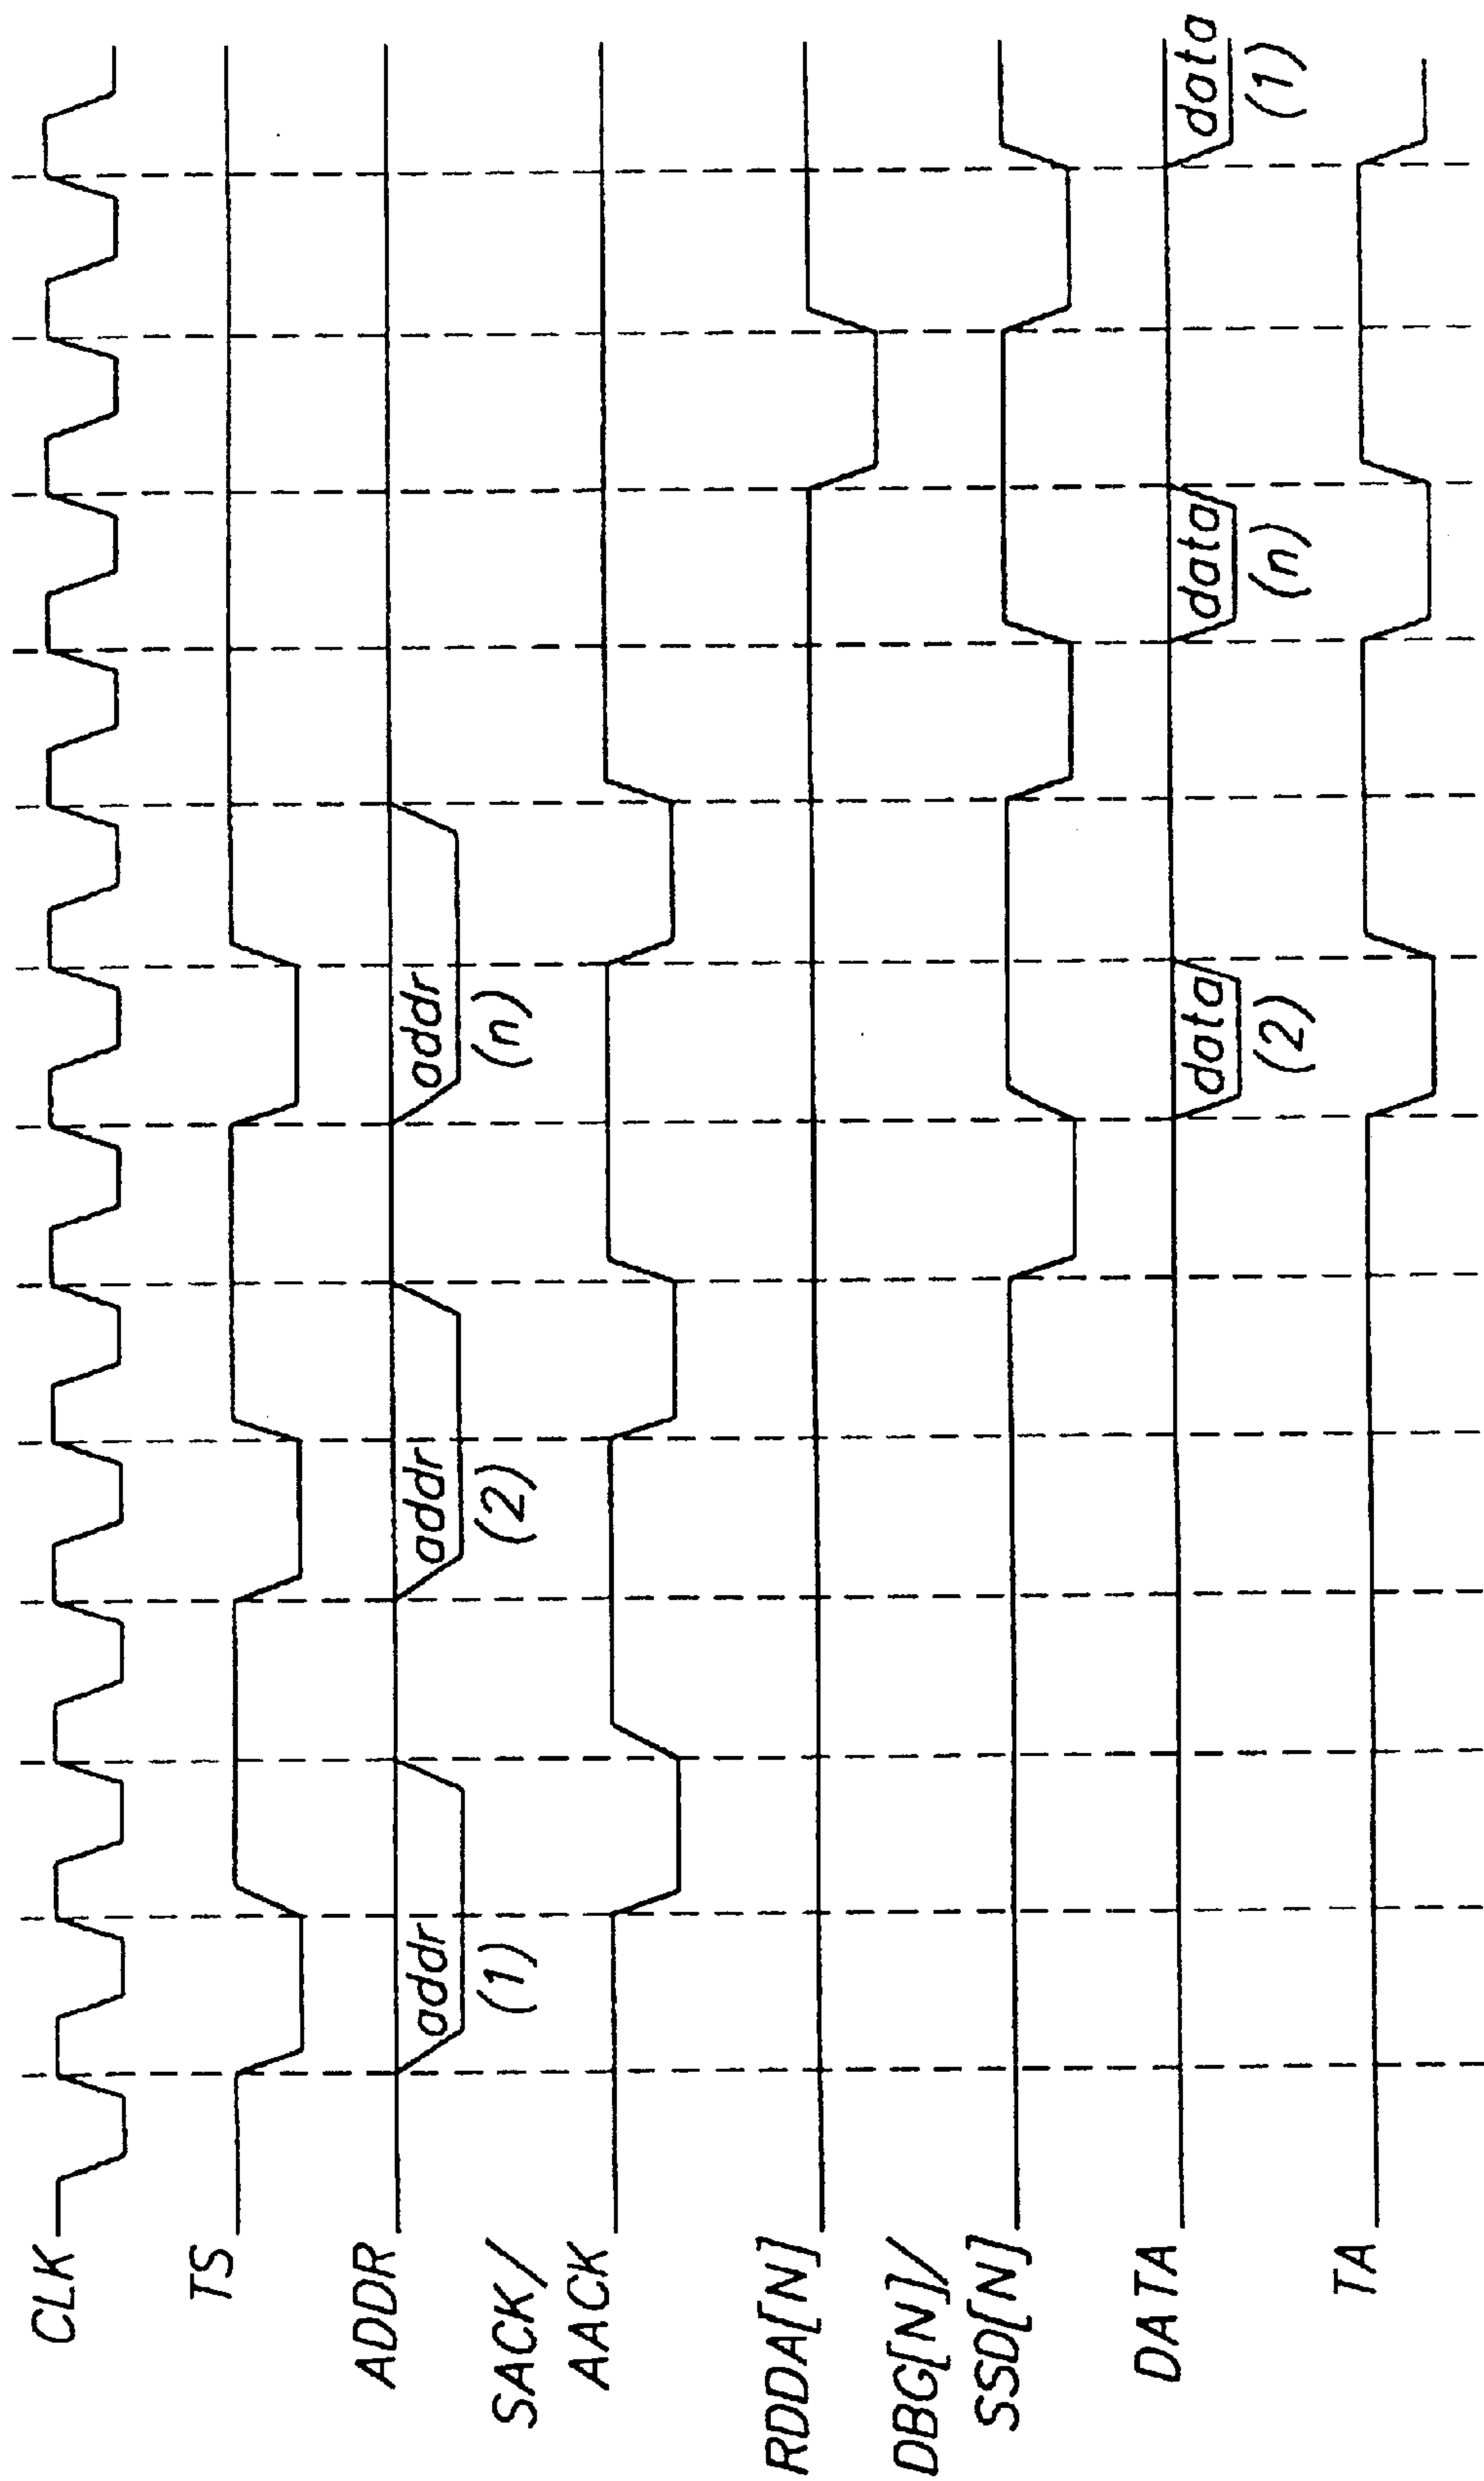 CLK
TS
ADDR
addr
(1)
addr
(2)
addr
(n)
SACK/
AACK
RDDA[N]
DBG[N]/
SSD[N]
DATA
data
(2)
data
(n)
data
(1)
TA